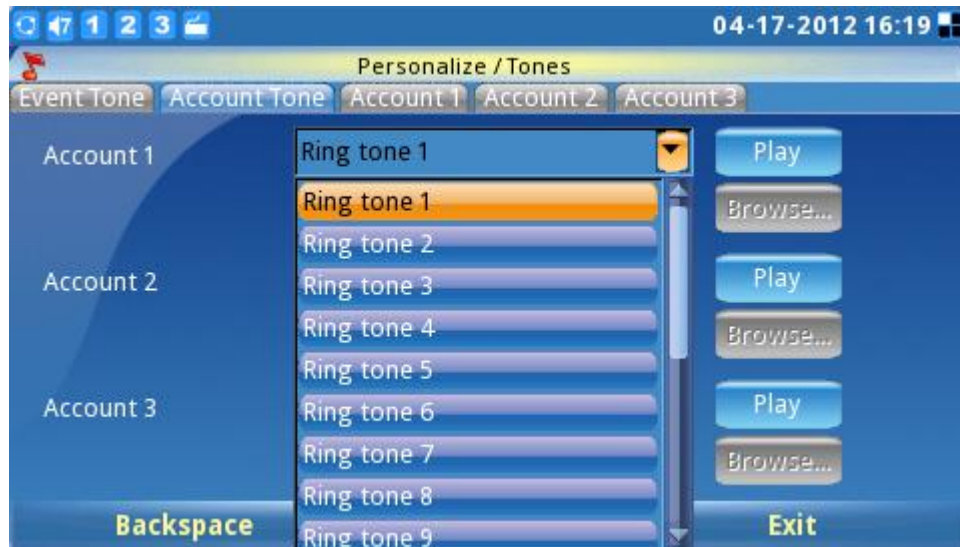 1 2 3 04-17-2012 16:19
Personalize / Tones
Event Tone Account Tone Account 1 Account 2 Account 3
Account 1 Ring tone 1 Play
Ring tone 1 Browse...
Ring tone 2
Account 2 Ring tone 3 Play
Ring tone 4 Browse...
Ring tone 5
Account 3 Ring tone 6 Play
Ring tone 7 Browse...
Ring tone 8
Backspace Ring tone 9 Exit